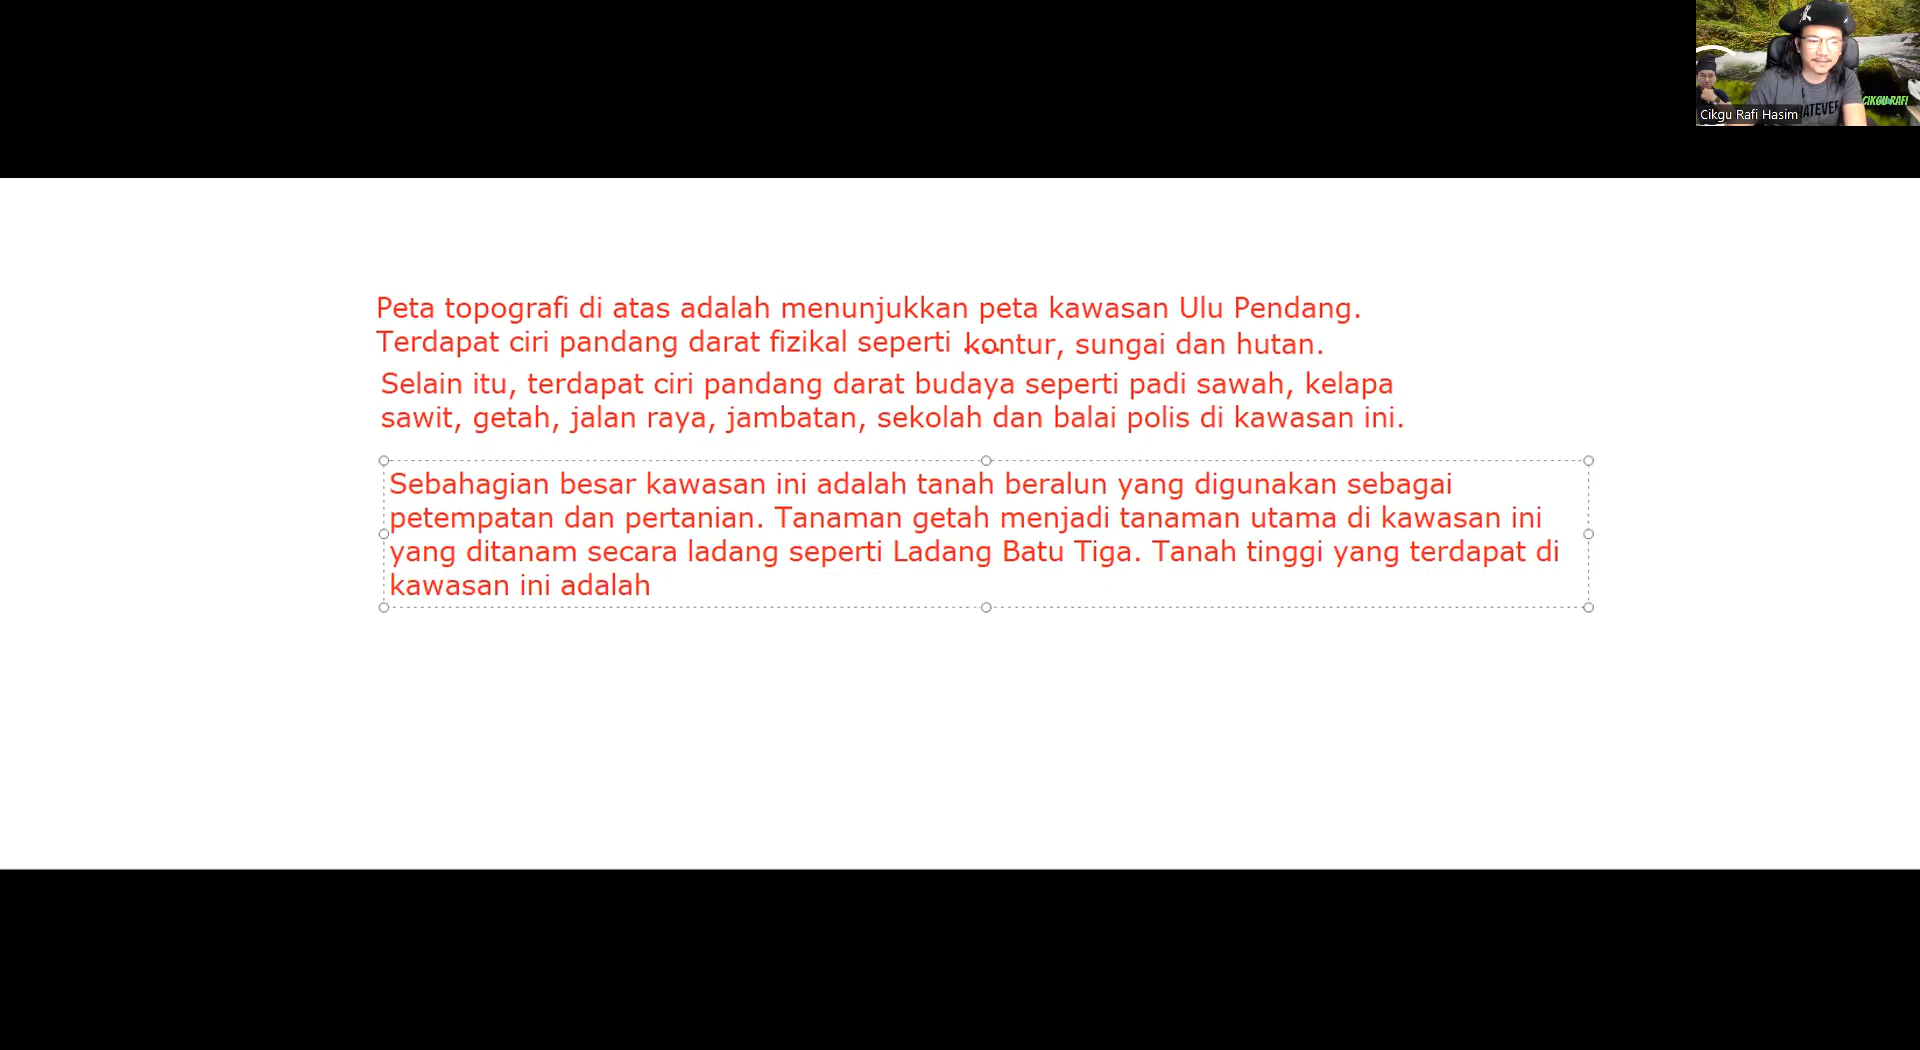 Cikgu Rafi Hasim
CIKGU RAFI
Peta topografi di atas adalah menunjukkan peta kawasan Ulu Pendang.
Terdapat ciri pandang darat fizikal seperti ... kontur, sungai dan hutan.
Selain itu, terdapat ciri pandang darat budaya seperti padi sawah, kelapa
sawit, getah, jalan raya, jambatan, sekolah dan balai polis di kawasan ini.
Sebahagian besar kawasan ini adalah tanah beralun yang digunakan sebagai
petempatan dan pertanian. Tanaman getah menjadi tanaman utama di kawasan ini
yang ditanam secara ladang seperti Ladang Batu Tiga. Tanah tinggi yang terdapat di
kawasan ini adalah